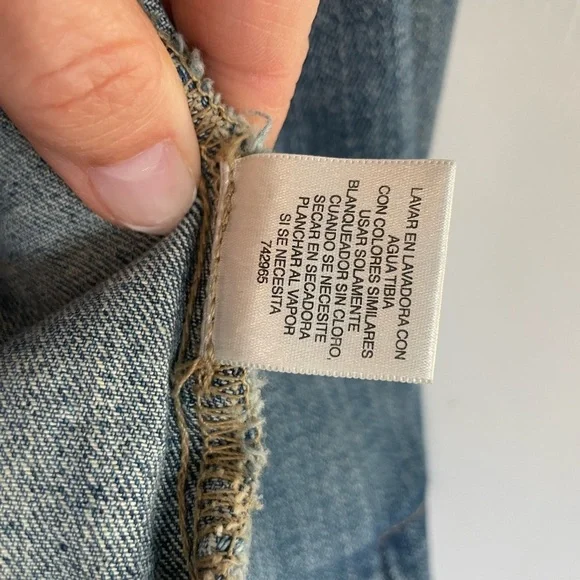 LAVAR EN LAVADORA CON
AGUA TIBIA
CON COLORES SIMILARES
USAR SOLAMENTE
BLANQUEADOR SIN CLORO,
CUANDO SE NECESITE
SECAR EN SECADORA
PLANCHAR AL VAPOR
SI SE NECESITA
742965